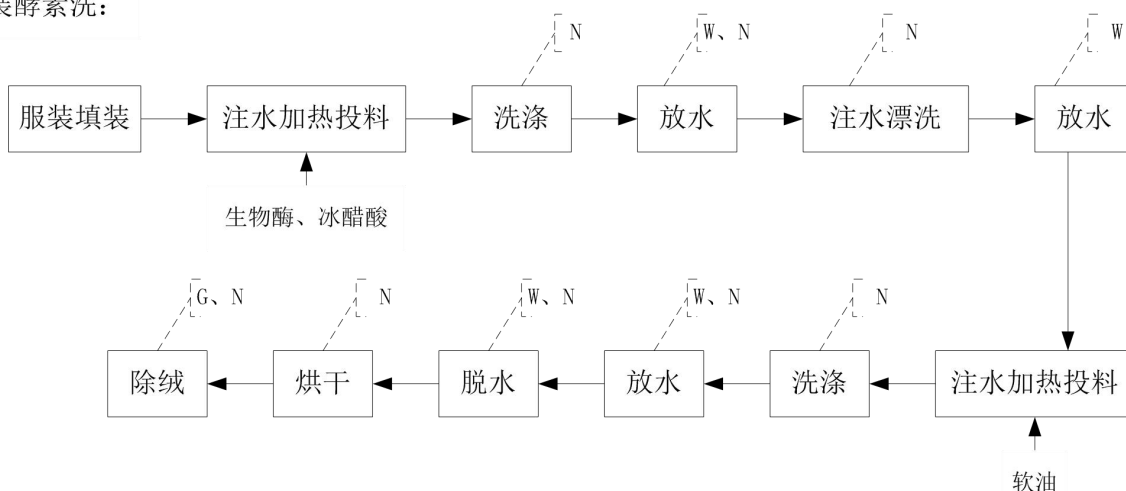 装酵素洗：
N
W、N
N
W
服装填装
注水加热投料
洗涤
放水
注水漂洗
放水
生物酶、冰醋酸
G、N
N
W、N
W、N
N
除绒
烘干
脱水
放水
洗涤
注水加热投料
软油